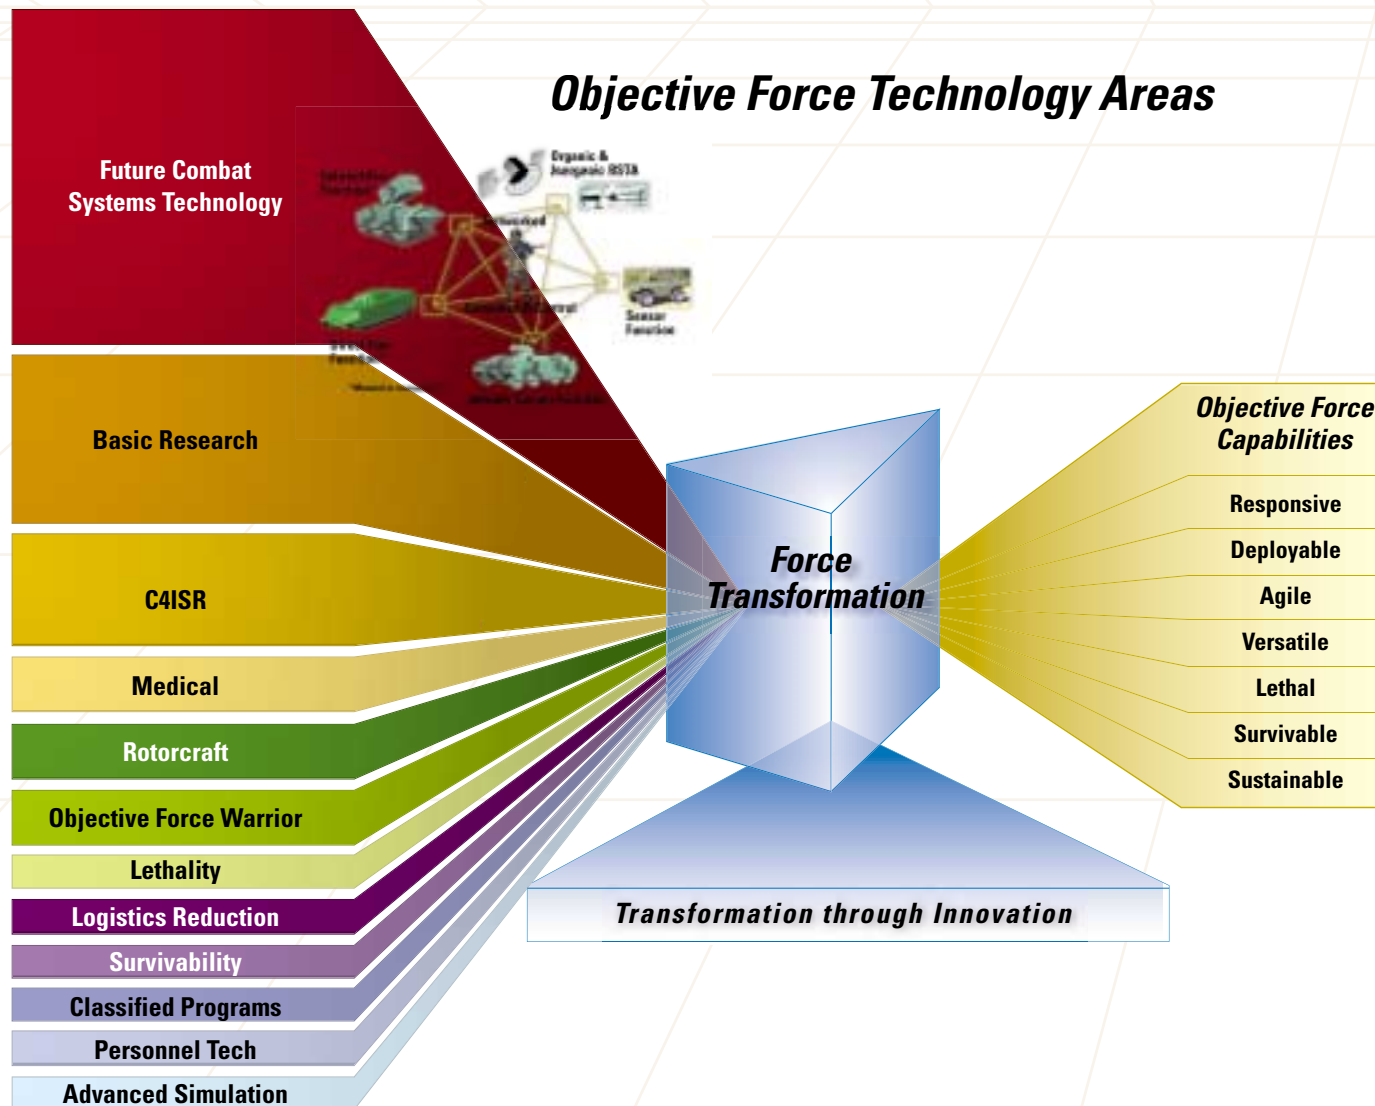 Objective Force Technology Areas
Future Combat
Systems Technology
Organic &
Inorganic RSTA
Networked
Sensor
Function
Basic Research
C4ISR
Medical
Rotorcraft
Objective Force Warrior
Lethality
Logistics Reduction
Survivability
Classified Programs
Personnel Tech
Advanced Simulation
Force
Transformation
Transformation through Innovation
Objective Force
Capabilities
Responsive
Deployable
Agile
Versatile
Lethal
Survivable
Sustainable